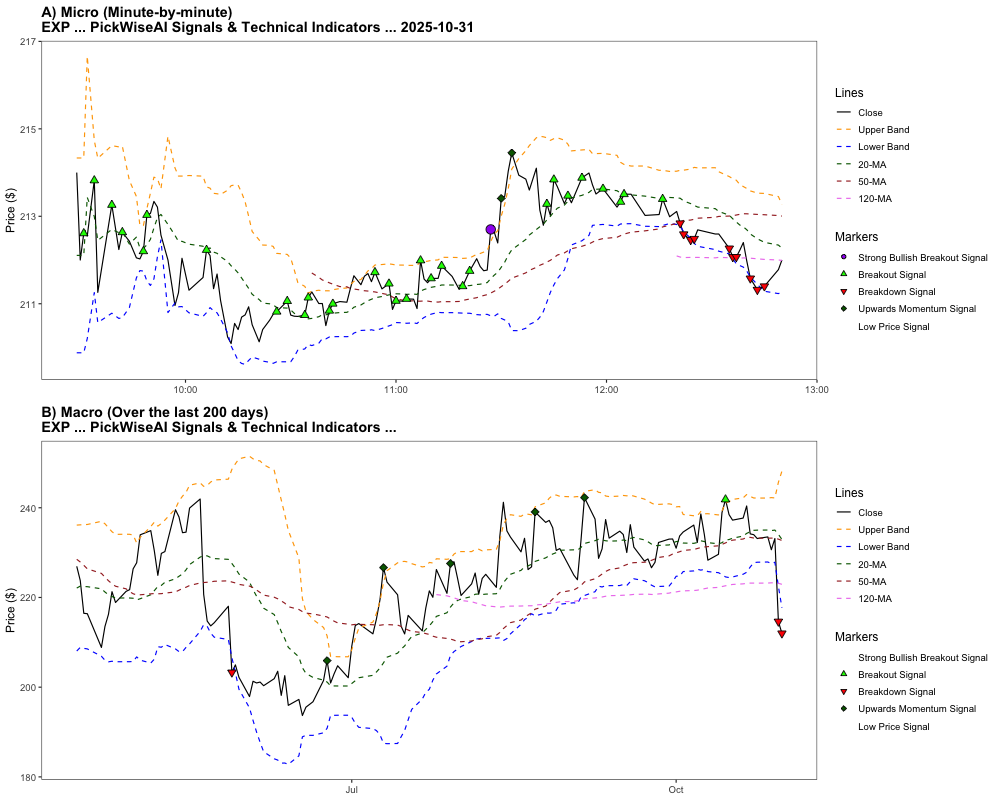 A) Micro (Minute-by-minute)
EXP ... PickWiseAI Signals & Technical Indicators ... 2025-10-31
217
215
213
211
Price ($)
10:00
11:00
12:00
13:00
Lines
Close
Upper Band
Lower Band
20-MA
50-MA
120-MA
Markers
Strong Bullish Breakout Signal
Breakout Signal
Breakdown Signal
Upwards Momentum Signal
Low Price Signal
B) Macro (Over the last 200 days)
EXP ... PickWiseAI Signals & Technical Indicators ...
240
220
200
180
Price ($)
Jul
Oct
Lines
Close
Upper Band
Lower Band
20-MA
50-MA
120-MA
Markers
Strong Bullish Breakout Signal
Breakout Signal
Breakdown Signal
Upwards Momentum Signal
Low Price Signal